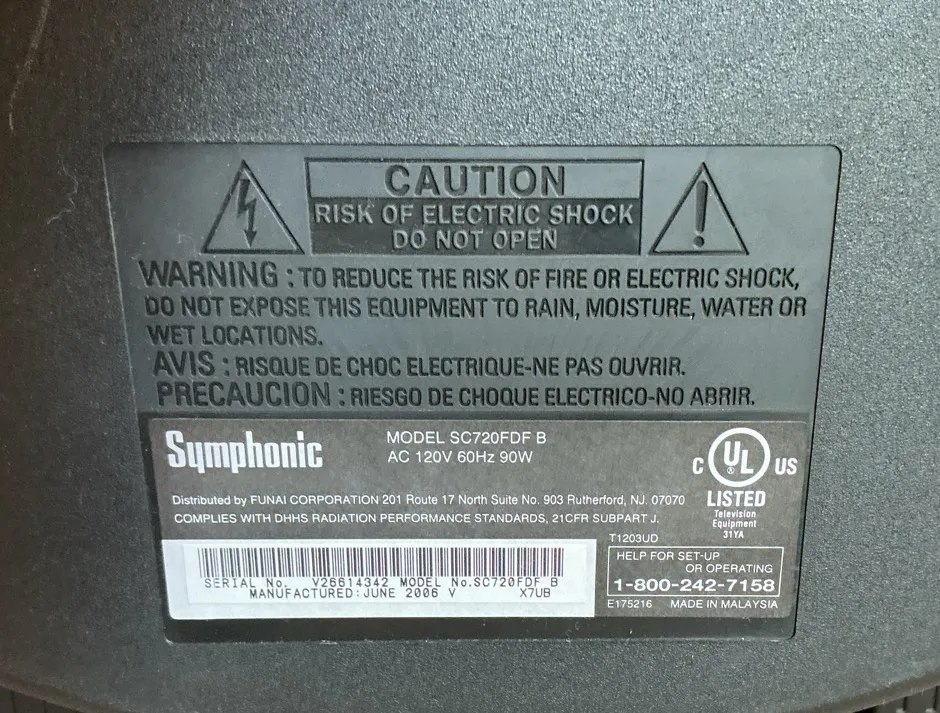 CAUTION
RISK OF ELECTRIC SHOCK
DO NOT OPEN
WARNING : TO REDUCE THE RISK OF FIRE OR ELECTRIC SHOCK,
DO NOT EXPOSE THIS EQUIPMENT TO RAIN, MOISTURE, WATER OR
WET LOCATIONS.
AVIS : RISQUE DE CHOC ELECTRIQUE-NE PAS OUVRIR.
PRECAUCION : RIESGO DE CHOQUE ELECTRICO-NO ABRIR.
Symphonic
MODEL SC720FDF B
AC 120V 60Hz 90W
C UL ® US
LISTED
Television
Equipment
31YA
Distributed by FUNAI CORPORATION 201 Route 17 North Suite No. 903 Rutherford, NJ. 07070
COMPLIES WITH DHHS RADIATION PERFORMANCE STANDARDS, 21CFR SUBPART J.
T1203UD
SERIAL No. V26614342 MODEL No.SC720FDF B
MANUFACTURED:JUNE 2006 V X7UB
HELP FOR SET-UP
OR OPERATING
1-800-242-7158
E175216 MADE IN MALAYSIA